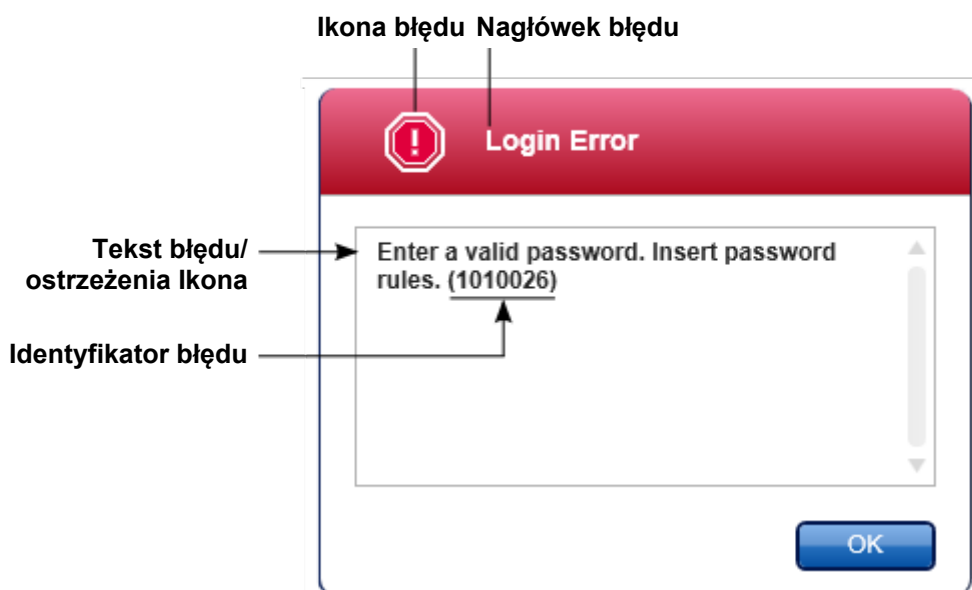 Ikona błędu Nagłówek błędu
Login Error
Tekst błędu/
ostrzeżenia Ikona
Enter a valid password. Insert password
rules. (1010026)
Identyfikator błędu
OK